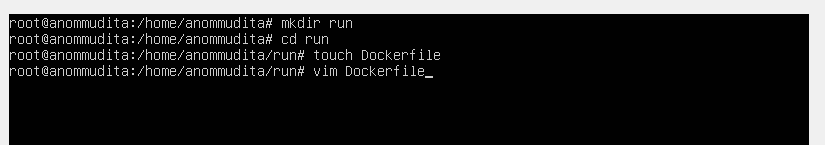 root@anommudita:/home/anommudita# mkdir run
root@anommudita:/home/anommudita# cd run
root@anommudita:/home/anommudita/run# touch Dockerfile
root@anommudita:/home/anommudita/run# vim Dockerfile_